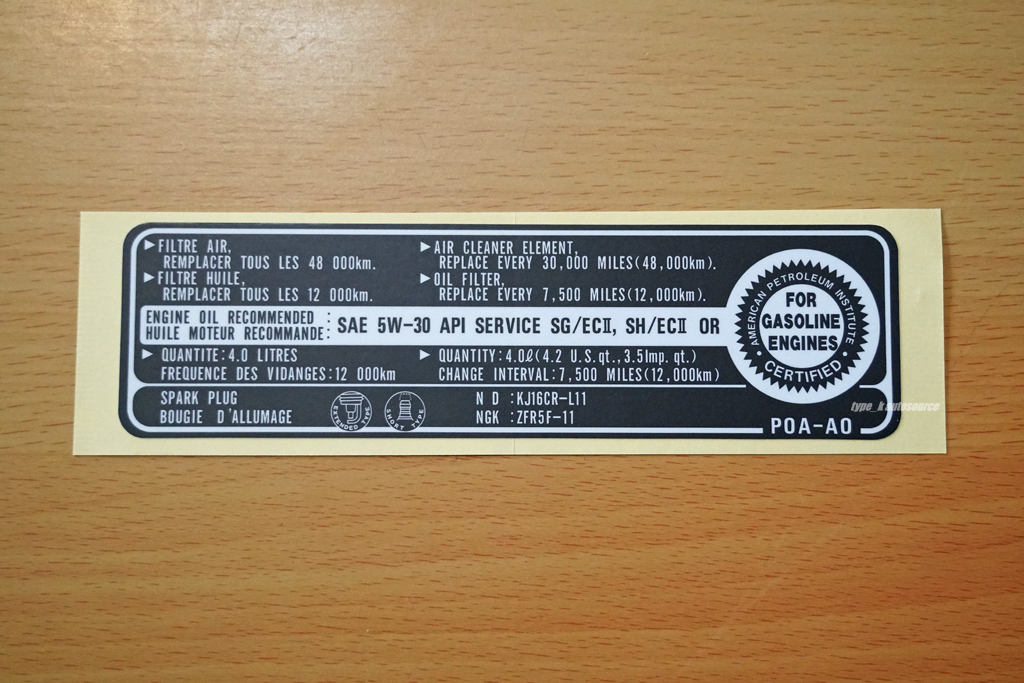 ▶FILTRE AIR,
REMPLACER TOUS LES 48 000km.
▶FILTRE HUILE,
REMPLACER TOUS LES 12 000km.
▶AIR CLEANER ELEMENT,
REPLACE EVERY 30,000 MILES(48,000km).
▶OIL FILTER,
REPLACE EVERY 7,500 MILES(12,000km).
ENGINE OIL RECOMMENDED :
HUILE MOTEUR RECOMMANDE:
SAE 5W-30 API SERVICE SG/ECⅡ, SH/ECⅡ OR
AMERICAN PETROLEUM INSTITUTE
FOR
GASOLINE
ENGINES
• CERTIFIED •
▶ QUANTITE:4.0 LITRES
FREQUENCE DES VIDANGES:12 000km
▶ QUANTITY:4.0ℓ(4.2 U.S.qt.,3.5Imp.qt.)
CHANGE INTERVAL:7,500 MILES(12,000km)
SPARK PLUG
BOUGIE D'ALLUMAGE
EXTENDED TYPE
SHORT TYPE
N D :KJ16CR-L11
NGK :ZFR5F-11
P0A-A0
type_k autosource